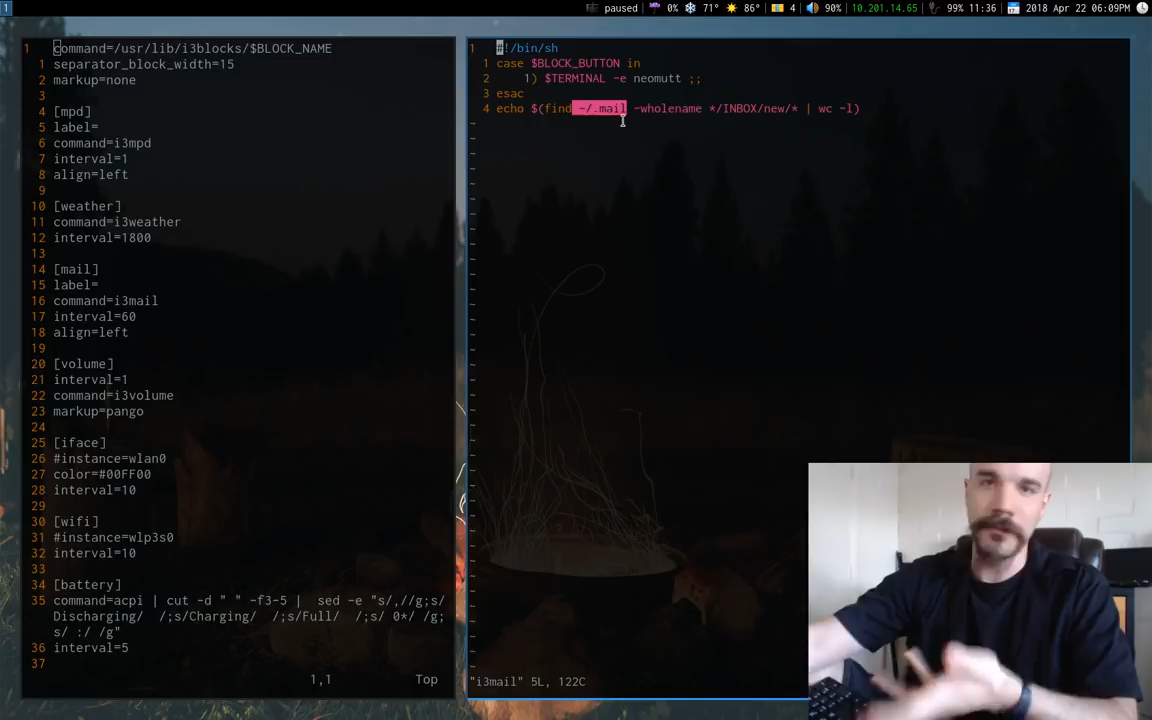 1
paused 0% 71° 86° 4 90% 10.201.14.65 99% 11:36 2018 Apr 22 06:09PM
1 command=/usr/lib/i3blocks/$BLOCK_NAME
1 separator_block_width=15
2 markup=none
3
4 [mpd]
5 label=
6 command=i3mpd
7 interval=1
8 align=left
9
10 [weather]
11 command=i3weather
12 interval=1800
13
14 [mail]
15 label=
16 command=i3mail
17 interval=60
18 align=left
19
20 [volume]
21 interval=1
22 command=i3volume
23 markup=pango
24
25 [iface]
26 #instance=wlan0
27 color=#00FF00
28 interval=10
29
30 [wifi]
31 #instance=wlp3s0
32 interval=10
33
34 [battery]
35 command=acpi | cut -d " " -f3-5 | sed -e "s/,//g;s/
Discharging/ /;s/Charging/ /;s/Full/ /;s/ 0*/ /g;
s/ :/ /g"
36 interval=5
37
1,1 Top
1 #!/bin/sh
1 case $BLOCK_BUTTON in
2 1) $TERMINAL -e neomutt ;;
3 esac
4 echo $(find ~/.mail -wholename */INBOX/new/* | wc -l)
"i3mail" 5L, 122C